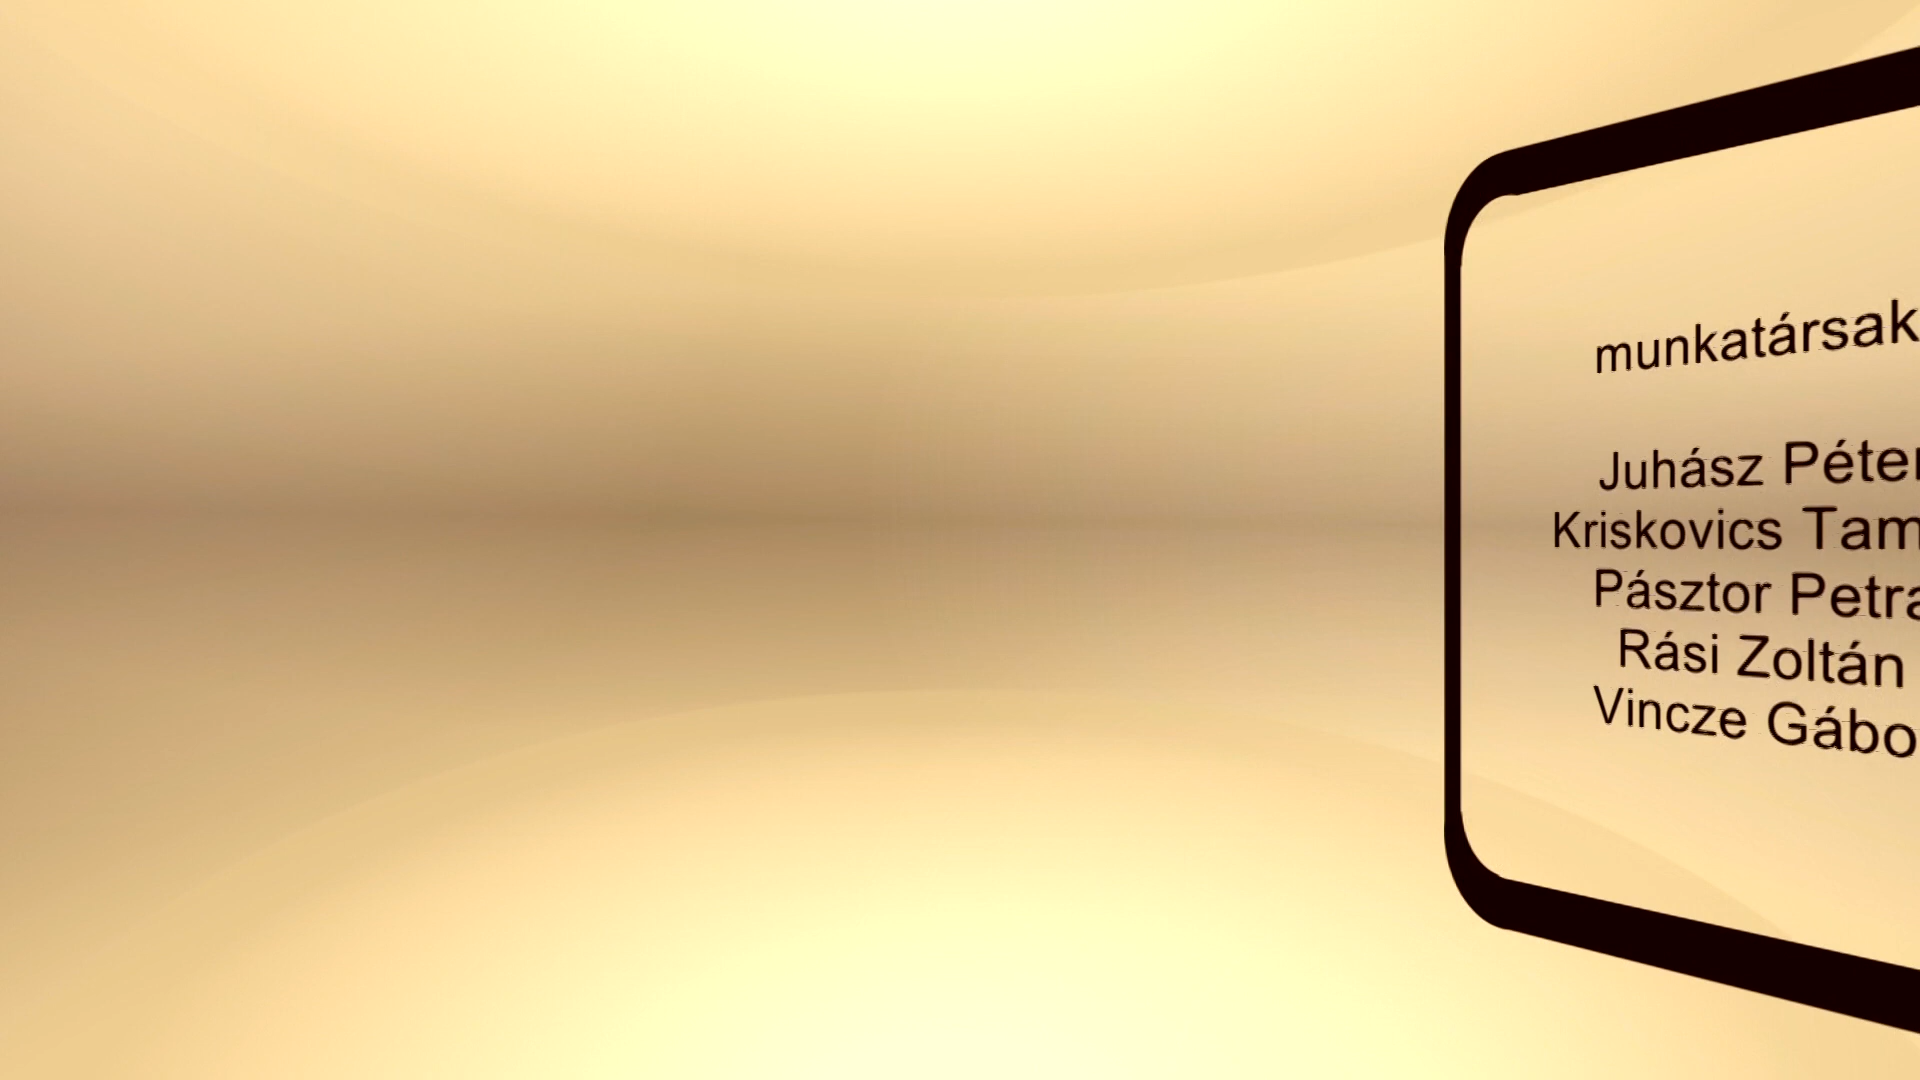 munkatársak
Juhász Péter
Kriskovics Tam
Pásztor Petra
Rási Zoltán
Vincze Gábo